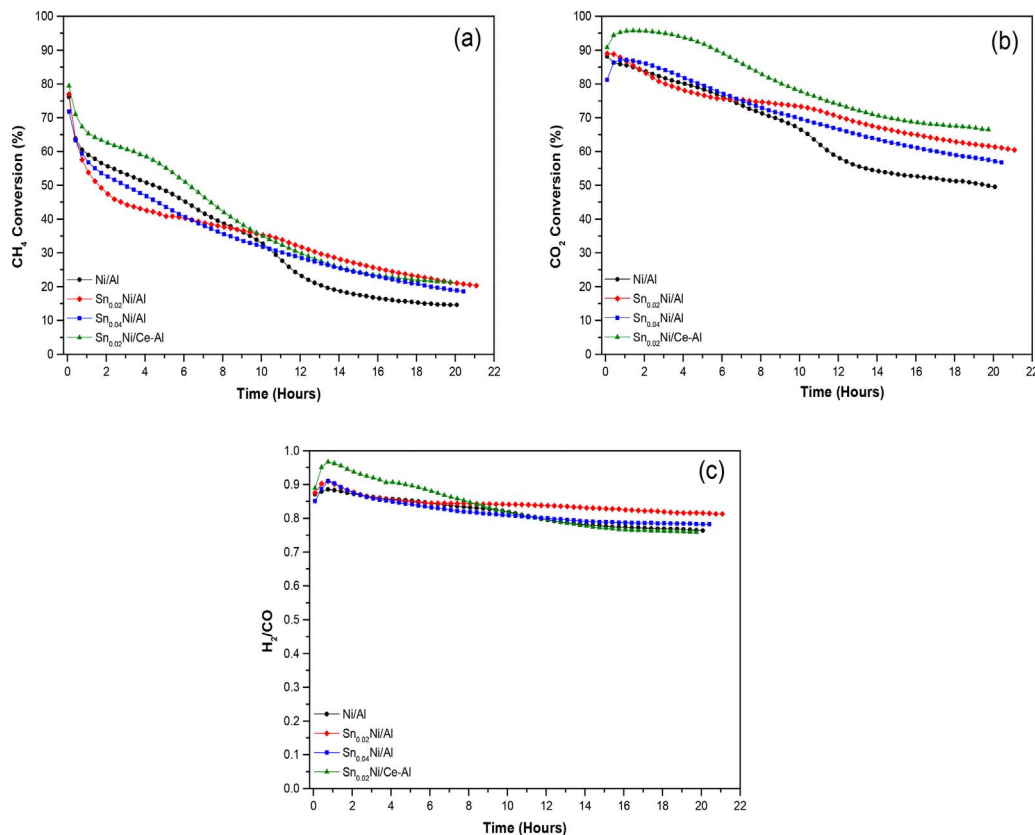 (a)
CH4 Conversion (%)
100
90
80
70
60
50
40
30
20
10
0
Ni/Al
Sn0.02Ni/Al
Sn0.04Ni/Al
Sn0.02Ni/Ce-Al
0 2 4 6 8 10 12 14 16 18 20 22
Time (Hours)
(b)
CO2 Conversion (%)
100
90
80
70
60
50
40
30
20
10
0
Ni/Al
Sn0.02Ni/Al
Sn0.04Ni/Al
Sn0.02Ni/Ce-Al
0 2 4 6 8 10 12 14 16 18 20 22
Time (Hours)
(c)
H2/CO
1.0
0.9
0.8
0.7
0.6
0.5
0.4
0.3
0.2
0.1
0.0
Ni/Al
Sn0.02Ni/Al
Sn0.04Ni/Al
Sn0.02Ni/Ce-Al
0 2 4 6 8 10 12 14 16 18 20 22
Time (Hours)